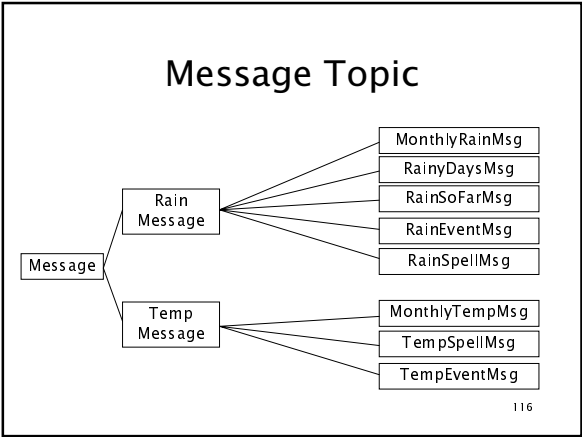 Message Topic
MonthlyRainMsg
RainyDaysMsg
Rain
Message
RainSoFarMsg
RainEventMsg
RainSpellMsg
Message
Temp
Message
MonthlyTempMsg
TempSpellMsg
TempEventMsg
116